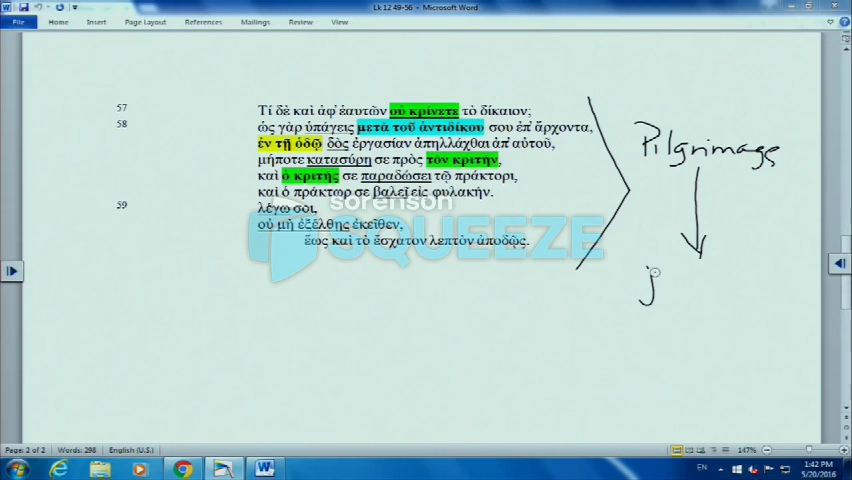 Lk 12 49-56 - Microsoft Word
File Home Insert Page Layout References Mailings Review View
57 Τί δὲ καὶ ἀφ' ἑαυτῶν οὐ κρίνετε τὸ δίκαιον;
58 ὡς γὰρ ὑπάγεις μετὰ τοῦ ἀντιδίκου σου ἐπ' ἄρχοντα,
ἐν τῇ ὁδῷ δὸς ἐργασίαν ἀπηλλάχθαι ἀπ' αὐτοῦ,
μήποτε κατασύρῃ σε πρὸς τὸν κριτήν,
καὶ ὁ κριτής σε παραδώσει τῷ πράκτορι,
καὶ ὁ πράκτωρ σε βαλεῖ εἰς φυλακήν.
59 λέγω σοι,
οὐ μὴ ἐξέλθῃς ἐκεῖθεν,
ἕως καὶ τὸ ἔσχατον λεπτὸν ἀποδῷς.
sorenson
SQUEEZE
Pilgrimage
j
Page: 2 of 2 Words: 298 English (U.S.) 147%
EN 1:42 PM
5/20/2016